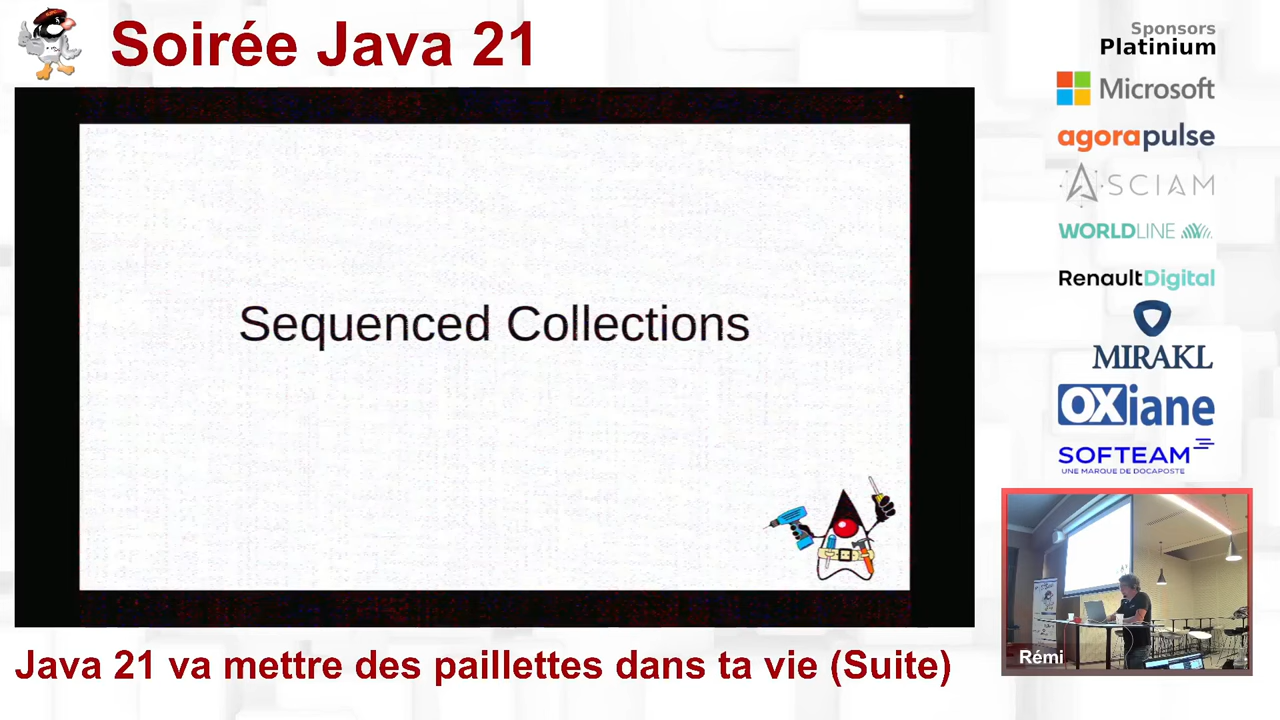 Soirée Java 21
Sequenced Collections
Java 21 va mettre des paillettes dans ta vie (Suite)
Sponsors
Platinium
Microsoft
agorapulse
ASCIAM
WORLDLINE
RenaultDigital
MIRAKL
OXiane
SOFTEAM
UNE MARQUE DE DOCAPOSTE
Rémi